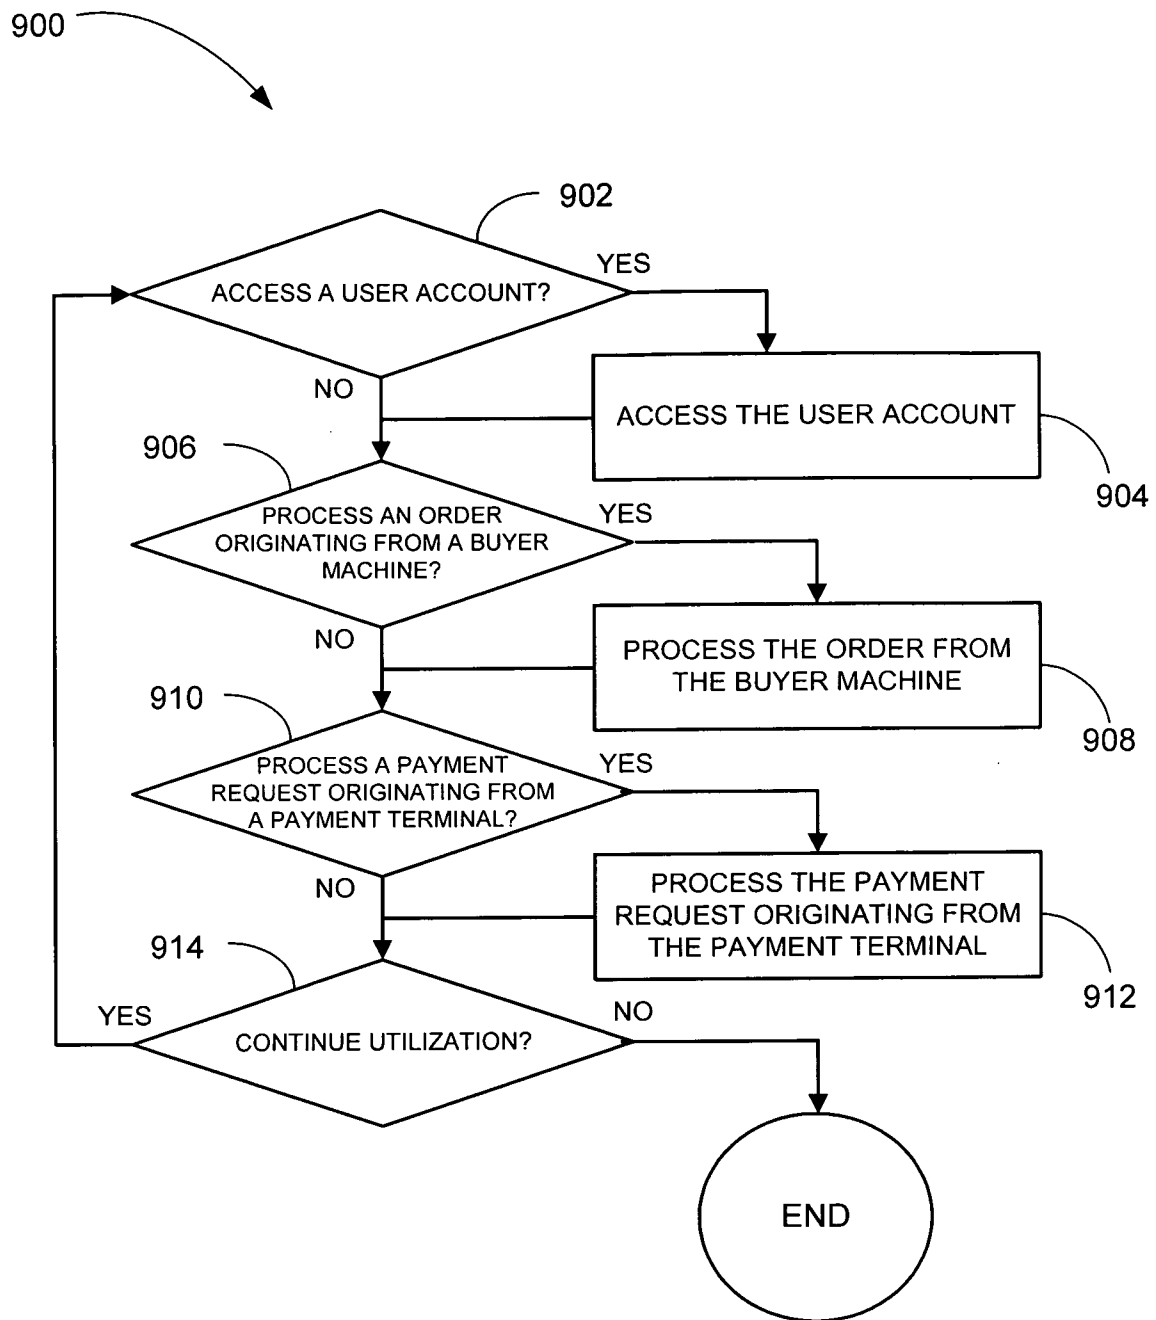 900
902
ACCESS A USER ACCOUNT?
YES
NO
ACCESS THE USER ACCOUNT
904
906
PROCESS AN ORDER
ORIGINATING FROM A BUYER
MACHINE?
YES
NO
PROCESS THE ORDER FROM
THE BUYER MACHINE
908
910
PROCESS A PAYMENT
REQUEST ORIGINATING FROM
A PAYMENT TERMINAL?
YES
NO
PROCESS THE PAYMENT
REQUEST ORIGINATING FROM
THE PAYMENT TERMINAL
912
914
YES
CONTINUE UTILIZATION?
NO
END